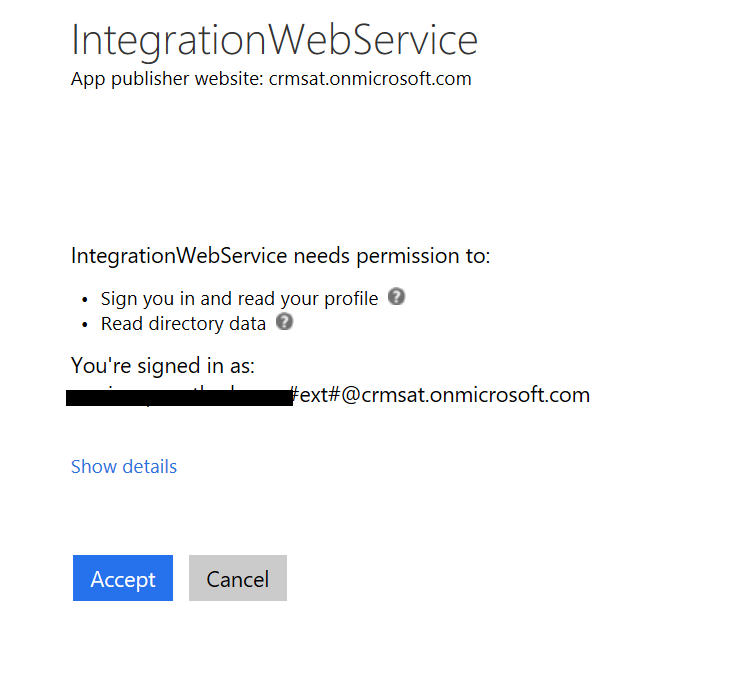 IntegrationWebService
App publisher website: crmsat.onmicrosoft.com
IntegrationWebService needs permission to:
• Sign you in and read your profile ?
• Read directory data ?
You're signed in as:
#ext#@crmsat.onmicrosoft.com
Show details
Accept Cancel